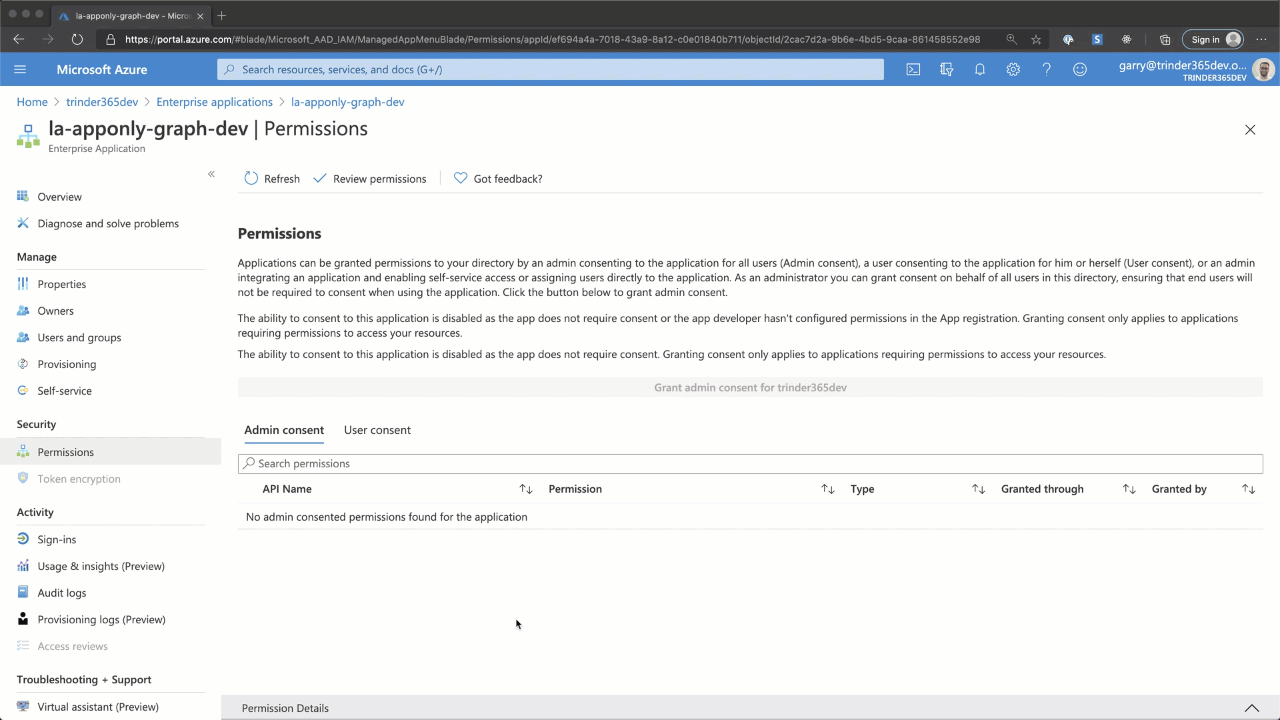 la-apponly-graph-dev - Micros
https://portal.azure.com/#blade/Microsoft_AAD_IAM/ManagedAppMenuBlade/Permissions/appId/ef694a4a-7018-43a9-8a12-c0e01840b711/objectId/2cac7d2a-9b6e-4bd5-9caa-861458552e98
Sign in
Microsoft Azure
Search resources, services, and docs (G+/)
garry@trinder365dev.o...
TRINDER365DEV
Home > trinder365dev > Enterprise applications > la-apponly-graph-dev
la-apponly-graph-dev | Permissions
Enterprise Application
Overview
Diagnose and solve problems
Manage
Properties
Owners
Users and groups
Provisioning
Self-service
Security
Permissions
Token encryption
Activity
Sign-ins
Usage & insights (Preview)
Audit logs
Provisioning logs (Preview)
Access reviews
Troubleshooting + Support
Virtual assistant (Preview)
Refresh
Review permissions
Got feedback?
Permissions
Applications can be granted permissions to your directory by an admin consenting to the application for all users (Admin consent), a user consenting to the application for him or herself (User consent), or an admin
integrating an application and enabling self-service access or assigning users directly to the application. As an administrator you can grant consent on behalf of all users in this directory, ensuring that end users will
not be required to consent when using the application. Click the button below to grant admin consent.
The ability to consent to this application is disabled as the app does not require consent or the app developer hasn't configured permissions in the App registration. Granting consent only applies to applications
requiring permissions to access your resources.
The ability to consent to this application is disabled as the app does not require consent. Granting consent only applies to applications requiring permissions to access your resources.
Grant admin consent for trinder365dev
Admin consent User consent
Search permissions
API Name Permission Type Granted through Granted by
No admin consented permissions found for the application
Permission Details